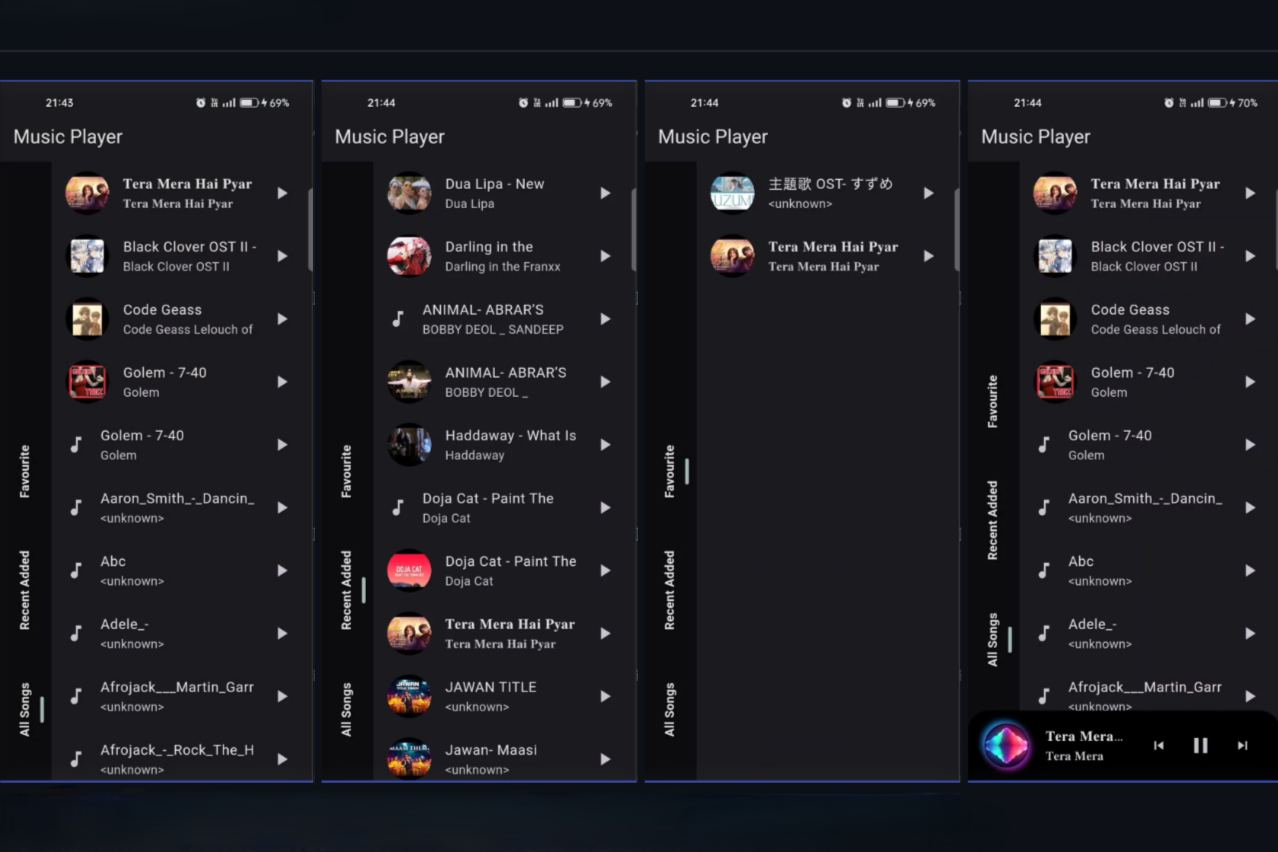 21:43
69%
Music Player
Tera Mera Hai Pyar
Tera Mera Hai Pyar
Black Clover OST II -
Black Clover OST II
Code Geass
Code Geass Lelouch of
Golem - 7-40
Golem
Golem - 7-40
Golem
Aaron_Smith_-_Dancin_
<unknown>
Abc
<unknown>
Adele_-
<unknown>
Afrojack___Martin_Garr
<unknown>
Afrojack_-_Rock_The_H
<unknown>
Favourite
Recent Added
All Songs
21:44
69%
Music Player
Dua Lipa - New
Dua Lipa
Darling in the
Darling in the Franxx
ANIMAL- ABRAR'S
BOBBY DEOL _ SANDEEP
ANIMAL- ABRAR'S
BOBBY DEOL _
Haddaway - What Is
Haddaway
Doja Cat - Paint The
Doja Cat
DOJA CAT
Doja Cat - Paint The
Doja Cat
Tera Mera Hai Pyar
Tera Mera Hai Pyar
JAWAN
JAWAN TITLE
<unknown>
Jawan- Maasi
<unknown>
Favourite
Recent Added
All Songs
21:44
69%
Music Player
UZUM
主題歌 OST- すずめ
<unknown>
Tera Mera Hai Pyar
Tera Mera Hai Pyar
Favourite
Recent Added
All Songs
21:44
70%
Music Player
Tera Mera Hai Pyar
Tera Mera Hai Pyar
Black Clover OST II -
Black Clover OST II
Code Geass
Code Geass Lelouch of
Golem - 7-40
Golem
Golem - 7-40
Golem
Aaron_Smith_-_Dancin_
<unknown>
Abc
<unknown>
Adele_-
<unknown>
Afrojack___Martin_Garr
<unknown>
Favourite
Recent Added
All Songs
Tera Mera...
Tera Mera